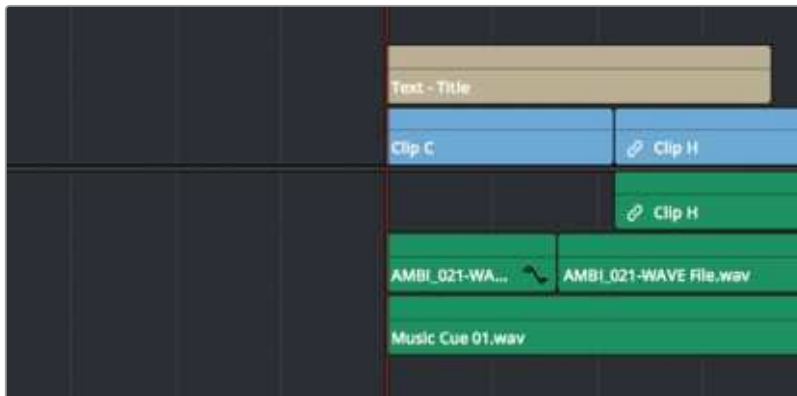 Text - Title
Clip C
Clip H
Clip H
AMBI_021-WA...
AMBI_021-WAVE File.wav
Music Cue 01.wav